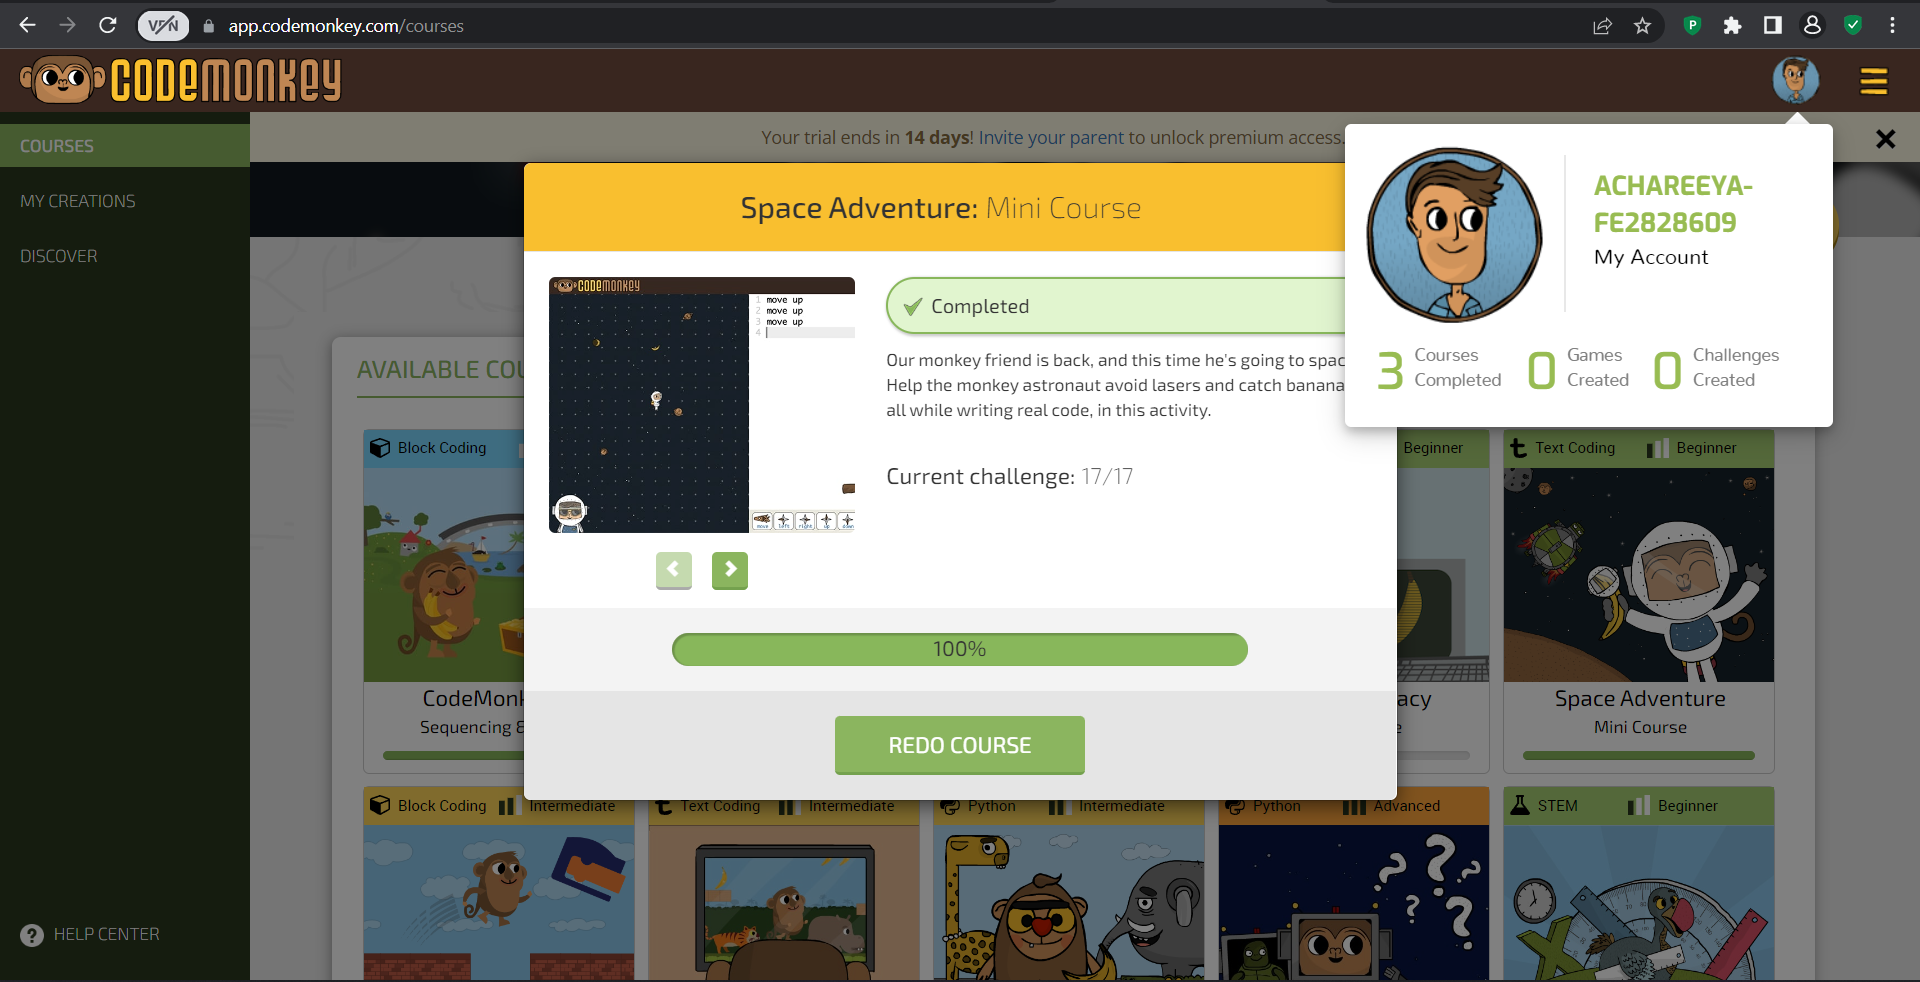 VPN
app.codemonkey.com/courses
CODEMONKEY
COURSES
MY CREATIONS
DISCOVER
HELP CENTER
Your trial ends in 14 days! Invite your parent to unlock premium access.
Space Adventure: Mini Course
CODEMONKEY
1 move up
2 move up
3 move up
4
move left right up down
Completed
Our monkey friend is back, and this time he's going to spac
Help the monkey astronaut avoid lasers and catch banana
all while writing real code, in this activity.
Current challenge: 17/17
100%
REDO COURSE
ACHAREEYA-
FE2828609
My Account
3 Courses Completed
0 Games Created
0 Challenges Created
AVAILABLE COU
Block Coding
Beginner
Text Coding Beginner
CodeMonk
Sequencing &
acy
Space Adventure
Mini Course
Block Coding Intermediate
Text Coding Intermediate
Python Intermediate
Python Advanced
STEM Beginner